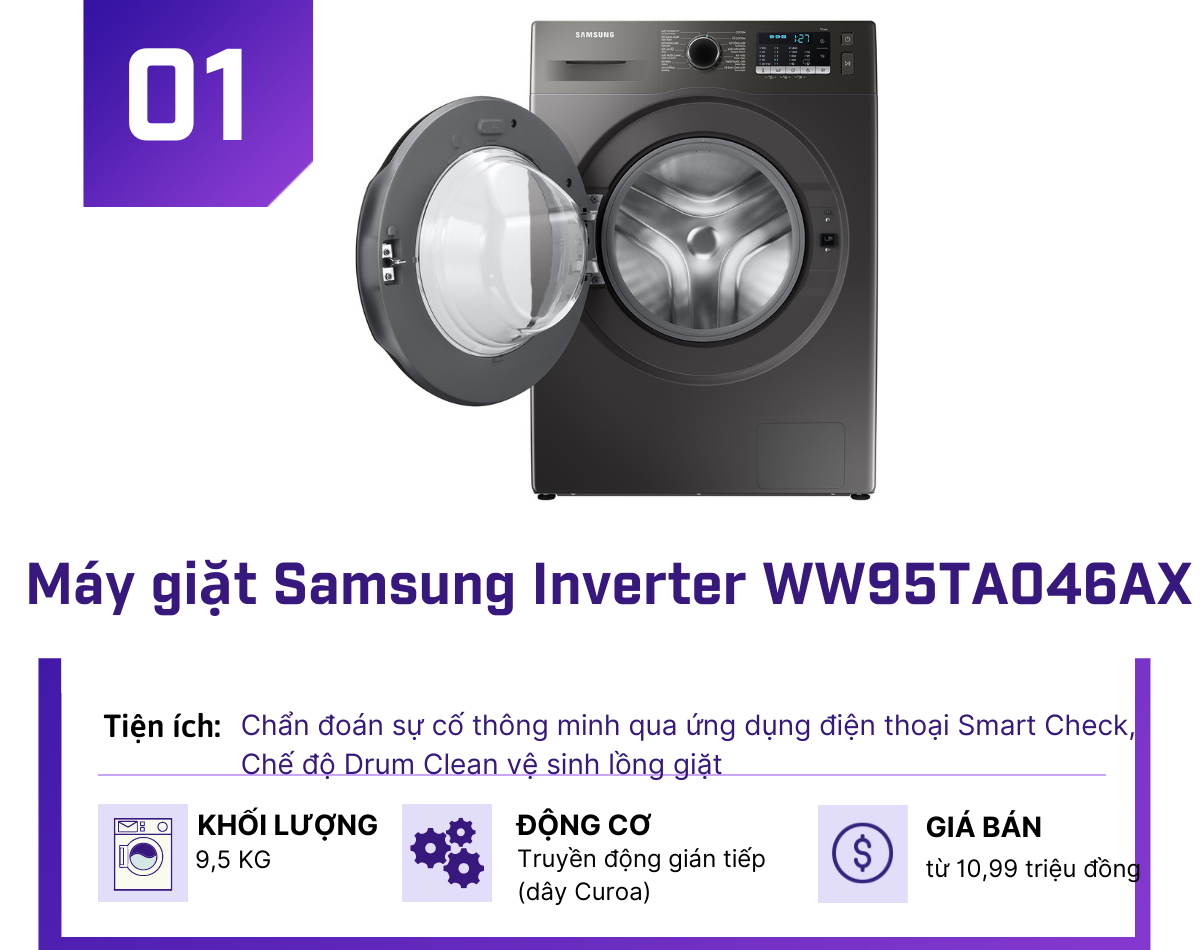 01
SAMSUNG
1:27
Máy giặt Samsung Inverter WW95TA046AX
Tiện ích: Chẩn đoán sự cố thông minh qua ứng dụng điện thoại Smart Check,
Chế độ Drum Clean vệ sinh lồng giặt
KHỐI LƯỢNG
9,5 KG
ĐỘNG CƠ
Truyền động gián tiếp
(dây Curoa)
GIÁ BÁN
từ 10,99 triệu đồng